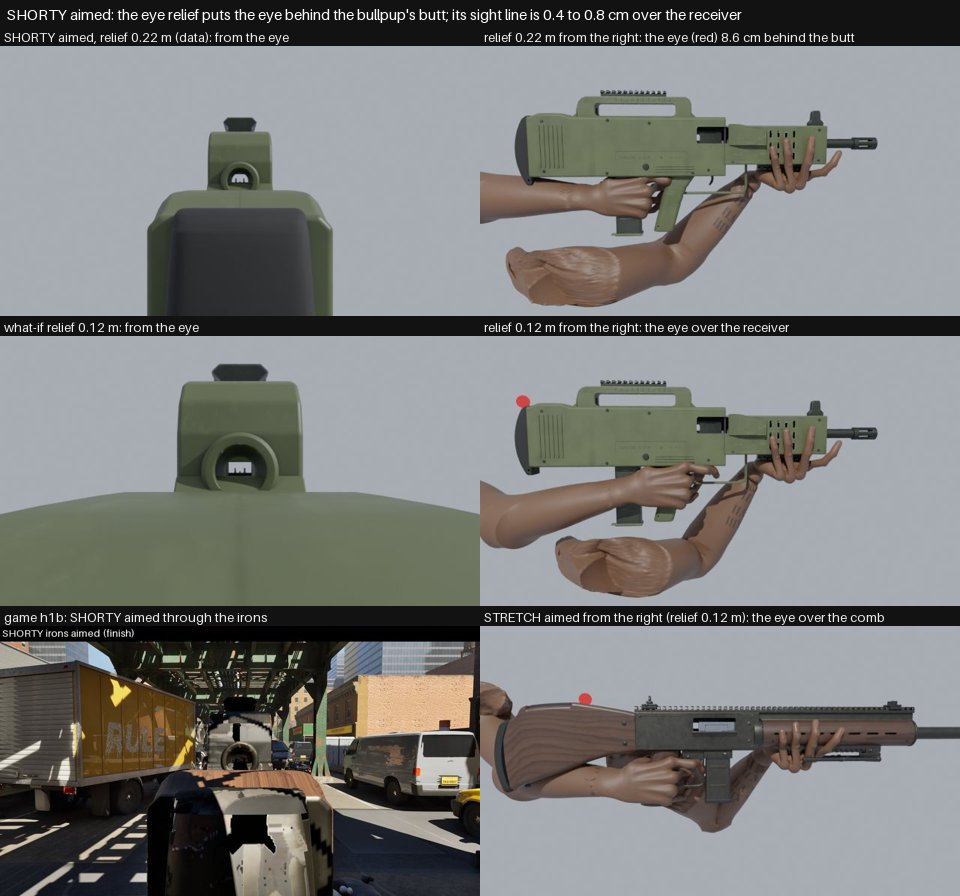 SHORTY aimed: the eye relief puts the eye behind the bullpup's butt; its sight line is 0.4 to 0.8 cm over the receiver
SHORTY aimed, relief 0.22 m (data): from the eye
relief 0.22 m from the right: the eye (red) 8.6 cm behind the butt
what-if relief 0.12 m: from the eye
relief 0.12 m from the right: the eye over the receiver
game h1b: SHORTY aimed through the irons
STRETCH aimed from the right (relief 0.12 m): the eye over the comb
SHORTY irons aimed (finish)
RULE